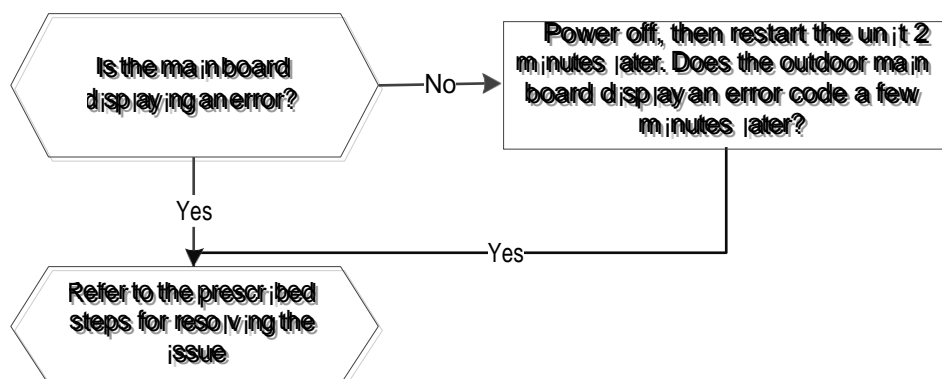 Is the main board
displaying an error?
No
Power off, then restart the unit 2
minutes later. Does the outdoor main
board display an error code a few
minutes later?
Yes
Yes
Refer to the prescribed
steps for resolving the
issue